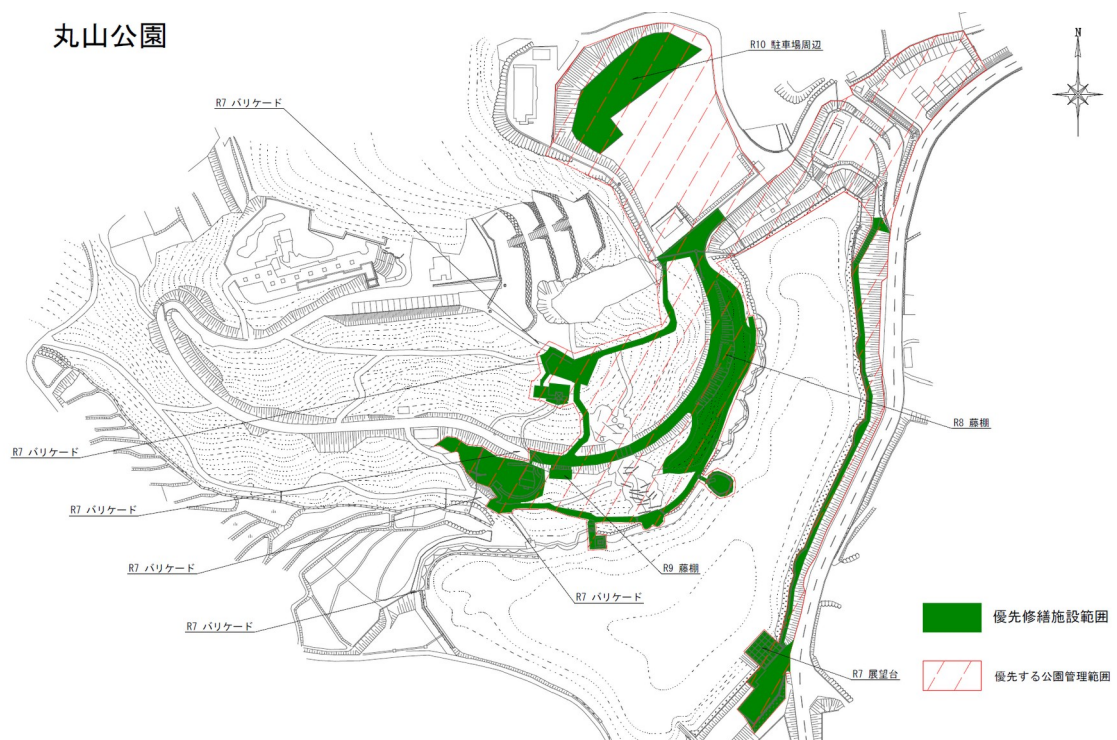 丸山公園
N
R10 駐車場周辺
R7 バリケード
R8 藤棚
R7 バリケード
R7 バリケード
R7 バリケード
R9 藤棚
R7 バリケード
R7 バリケード
優先修繕施設範囲
R7 展望台
優先する公園管理範囲